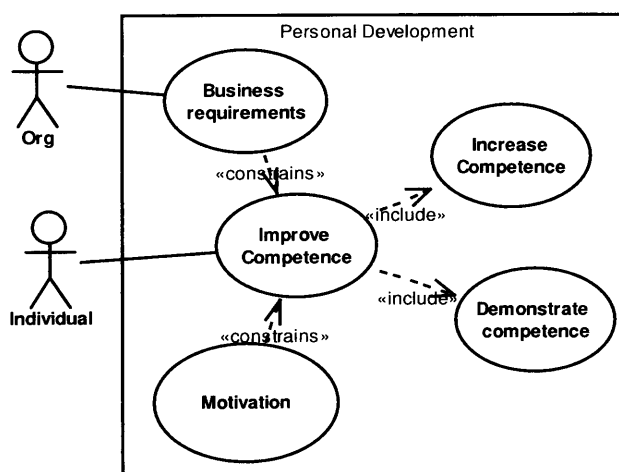 Personal Development
Business
requirements
Org
«constrains»
Increase
Competence
«include»
Improve
Competence
Individual
«include»
Demonstrate
competence
«constrains»
Motivation